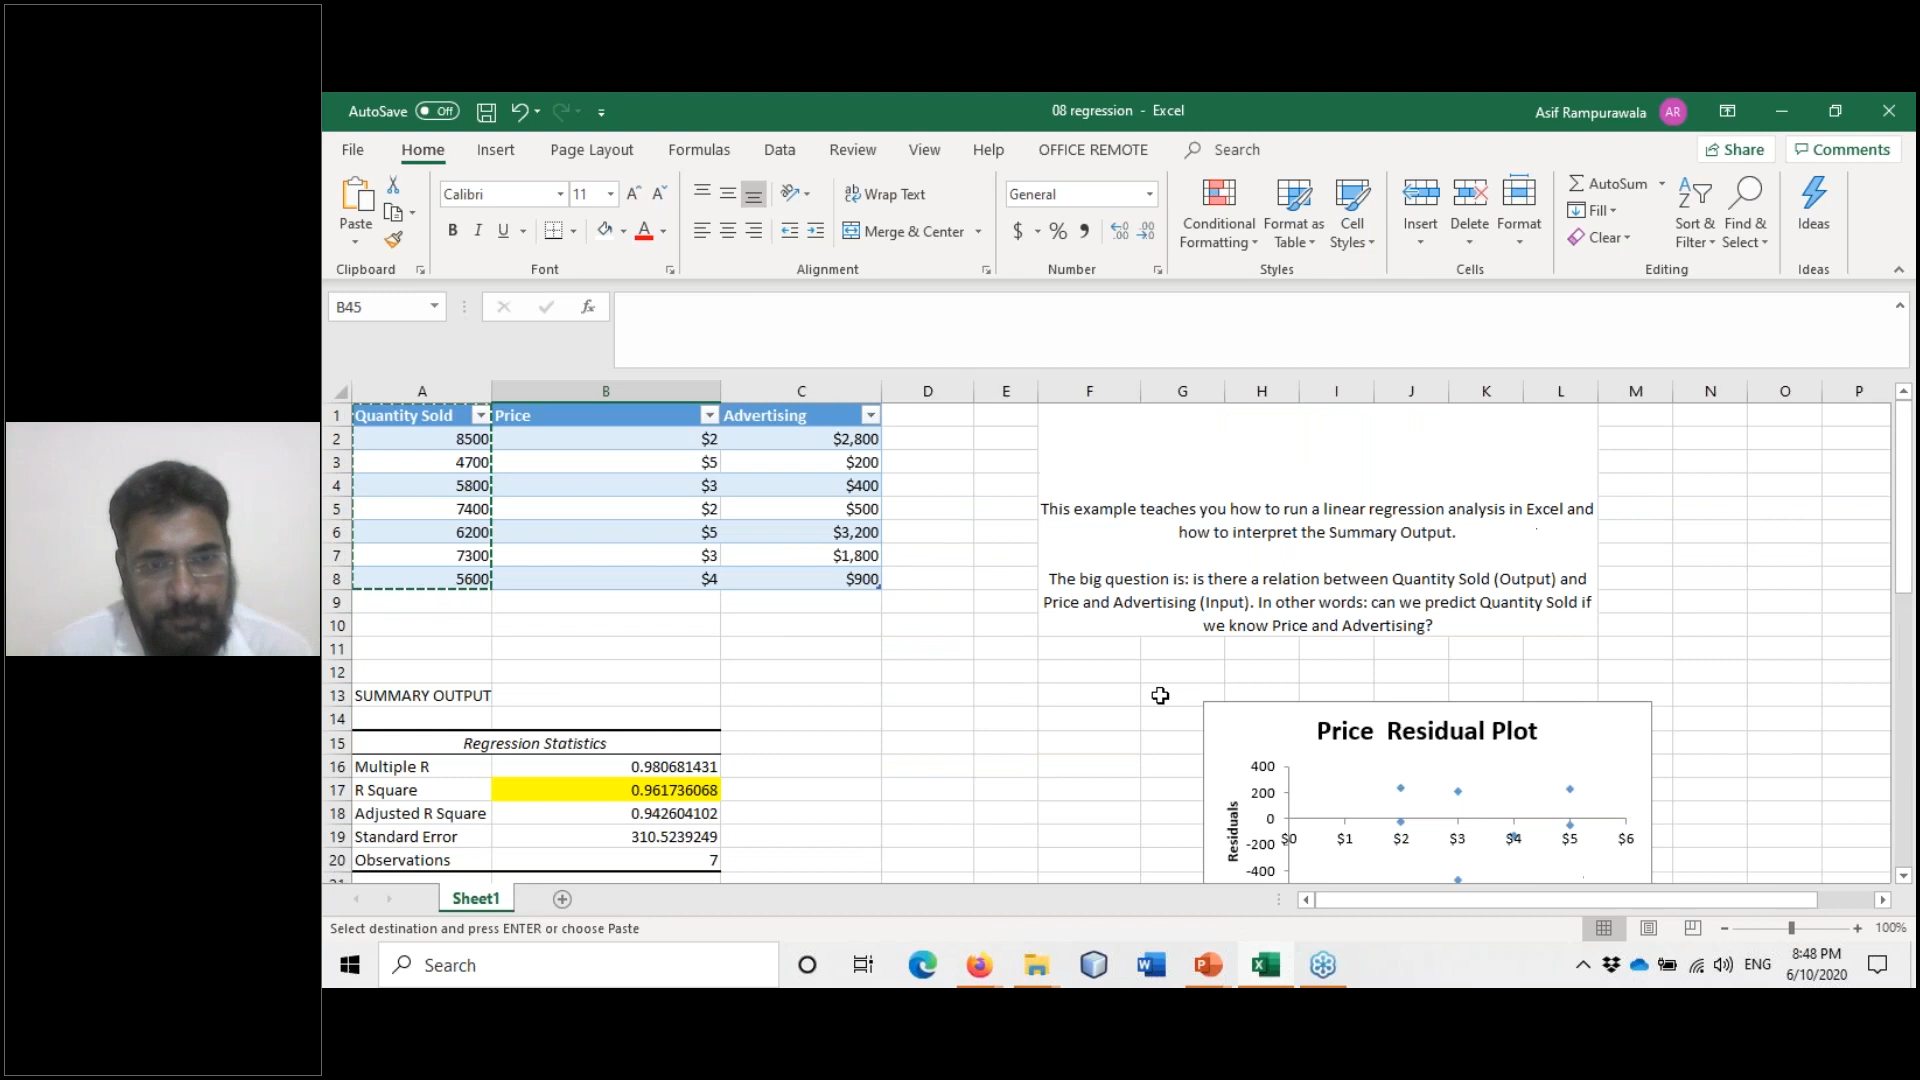 AutoSave Off 08 regression - Excel Asif Rampurawala AR
File Home Insert Page Layout Formulas Data Review View Help OFFICE REMOTE Search Share Comments
Paste Calibri 11 Wrap Text General Conditional Formatting Format as Table Cell Styles Insert Delete Format AutoSum Sort & Filter Find & Select Ideas
B I U A Merge & Center $ % Fill Clear
Clipboard Font Alignment Number Styles Cells Editing Ideas
B45 fx
A B C D E F G H I J K L M N O P
1 Quantity Sold Price Advertising
2 8500 $2 $2,800
3 4700 $5 $200
4 5800 $3 $400
5 7400 $2 $500
6 6200 $5 $3,200
7 7300 $3 $1,800
8 5600 $4 $900
9
10
11
12
13 SUMMARY OUTPUT
14
15 Regression Statistics
16 Multiple R 0.980681431
17 R Square 0.961736068
18 Adjusted R Square 0.942604102
19 Standard Error 310.5239249
20 Observations 7
This example teaches you how to run a linear regression analysis in Excel and
how to interpret the Summary Output.
The big question is: is there a relation between Quantity Sold (Output) and
Price and Advertising (Input). In other words: can we predict Quantity Sold if
we know Price and Advertising?
Price Residual Plot
Residuals
400
200
0
-200
-400
$0 $1 $2 $3 $4 $5 $6
Sheet1
Select destination and press ENTER or choose Paste 100%
Search ENG 8:48 PM
6/10/2020